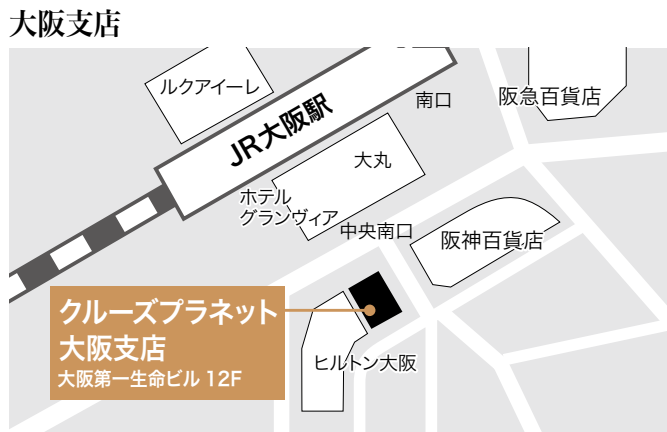 大阪支店
ルクアイーレ
JR大阪駅
南口
阪急百貨店
大丸
ホテル
グランヴィア
中央南口
阪神百貨店
クルーズプラネット
大阪支店
大阪第一生命ビル 12F
ヒルトン大阪